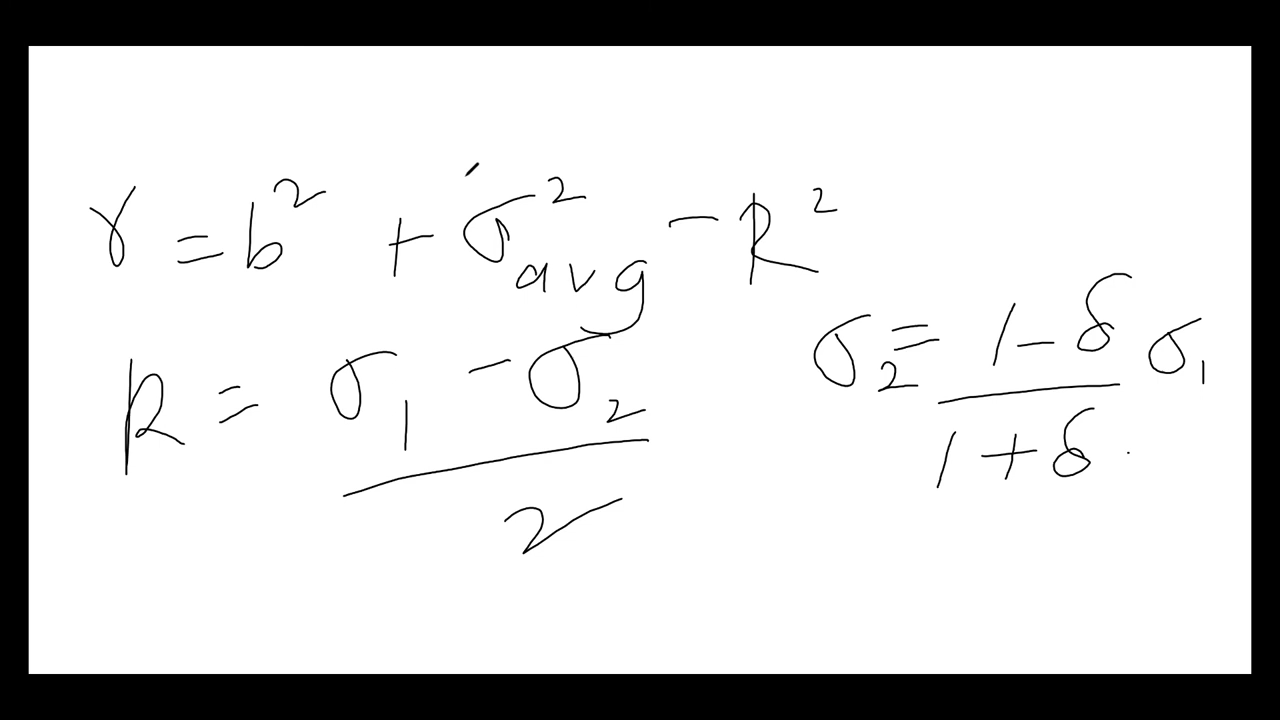 γ = b² + σ²avg - R²
R = σ₁ - σ₂ / 2
σ₂ = 1 - δ / 1 + δ σ₁